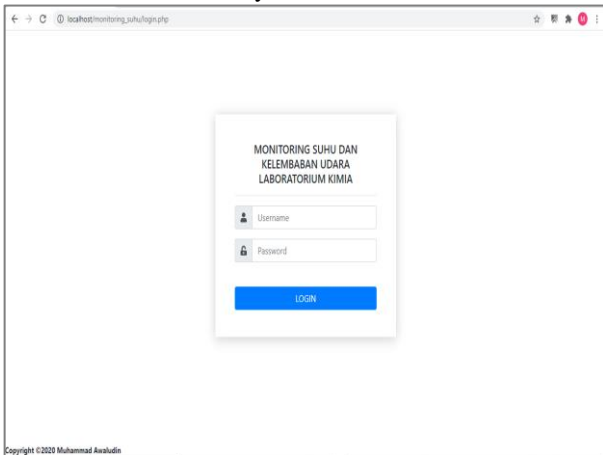 localhost/monitoring_suhu/login.php
M
MONITORING SUHU DAN
KELEMBABAN UDARA
LABORATORIUM KIMIA
Username
Password
LOGIN
Copyright ©2020 Muhammad Awaludin